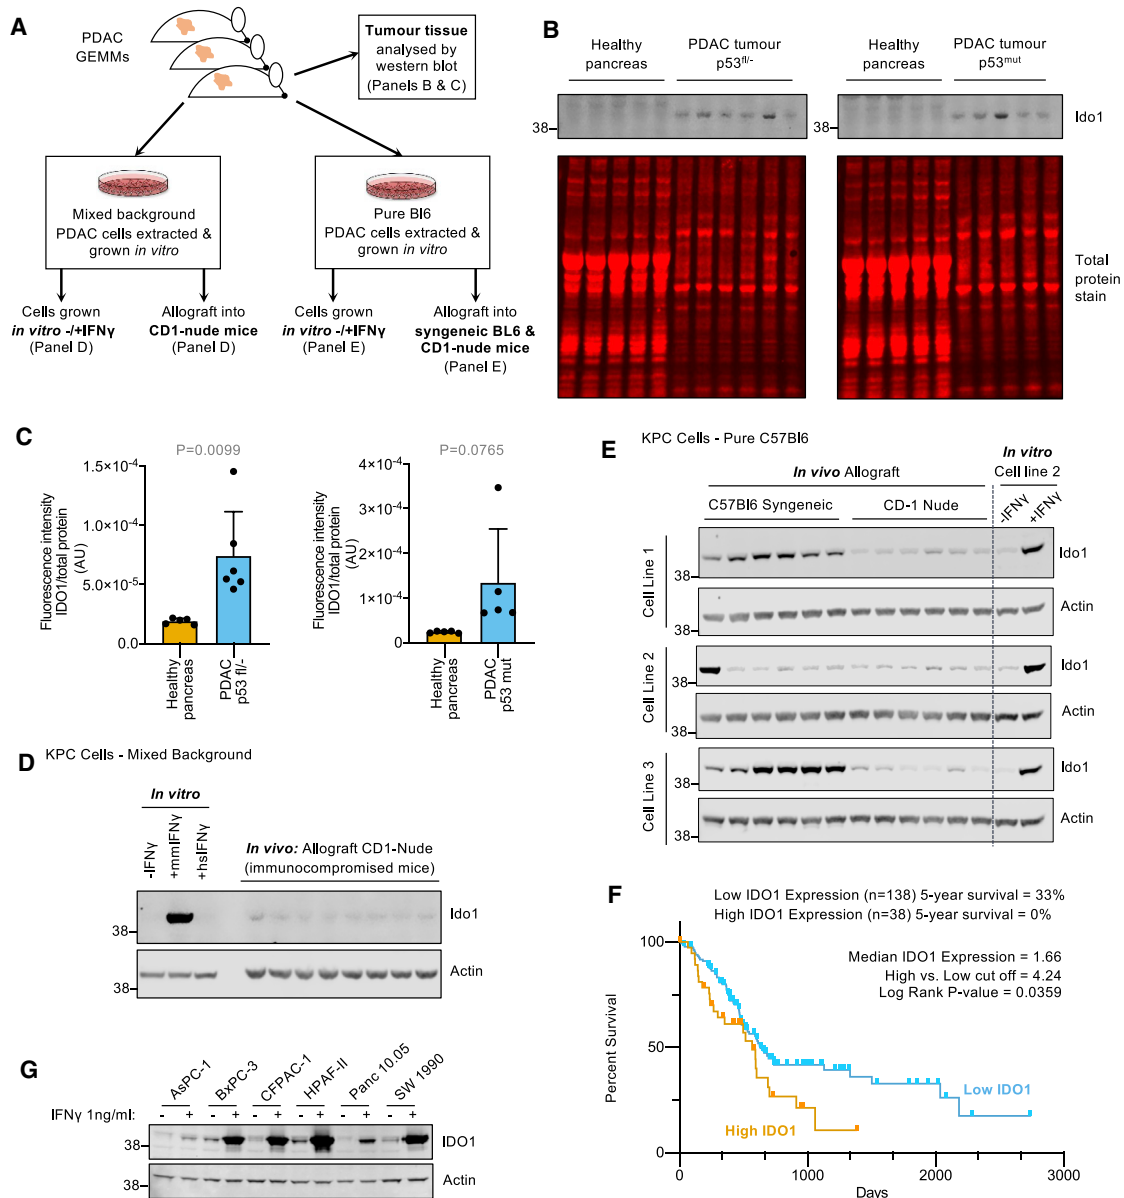 A
PDAC
GEMMs
Tumour tissue
analysed by
western blot
(Panels B & C)
Mixed background
PDAC cells extracted &
grown in vitro
Pure Bl6
PDAC cells extracted &
grown in vitro
Cells grown
in vitro -/+IFNγ
(Panel D)
Allograft into
CD1-nude mice
(Panel D)
Cells grown
in vitro -/+IFNγ
(Panel E)
Allograft into
syngeneic BL6 &
CD1-nude mice
(Panel E)
B
Healthy
pancreas
PDAC tumour
p53fl/-
Healthy
pancreas
PDAC tumour
p53mut
38
38
Ido1
Total
protein
stain
C
P=0.0099
Fluorescence intensity
IDO1/total protein
(AU)
1.5×10-4
1.0×10-4
5.0×10-5
0.0
Healthy
pancreas
PDAC
p53 fl/-
P=0.0765
Fluorescence intensity
IDO1/total protein
(AU)
4×10-4
3×10-4
2×10-4
1×10-4
0
Healthy
pancreas
PDAC
p53 mut
D
KPC Cells - Mixed Background
In vitro
-IFNγ
+mmIFNγ
+hsIFNγ
In vivo: Allograft CD1-Nude
(immunocompromised mice)
38
Ido1
38
Actin
E
KPC Cells - Pure C57Bl6
In vivo Allograft
In vitro
Cell line 2
C57Bl6 Syngeneic
CD-1 Nude
-IFNγ
+IFNγ
Cell Line 1
38
Ido1
38
Actin
Cell Line 2
38
Ido1
38
Actin
Cell Line 3
38
Ido1
38
Actin
F
Low IDO1 Expression (n=138) 5-year survival = 33%
High IDO1 Expression (n=38) 5-year survival = 0%
Median IDO1 Expression = 1.66
High vs. Low cut off = 4.24
Log Rank P-value = 0.0359
Percent Survival
100
50
0
Low IDO1
High IDO1
0
1000
2000
3000
Days
G
AsPC-1
BxPC-3
CFPAC-1
HPAF-II
Panc 10.05
SW 1990
IFNγ 1ng/ml: - + - + - + - + - + - +
38
IDO1
38
Actin